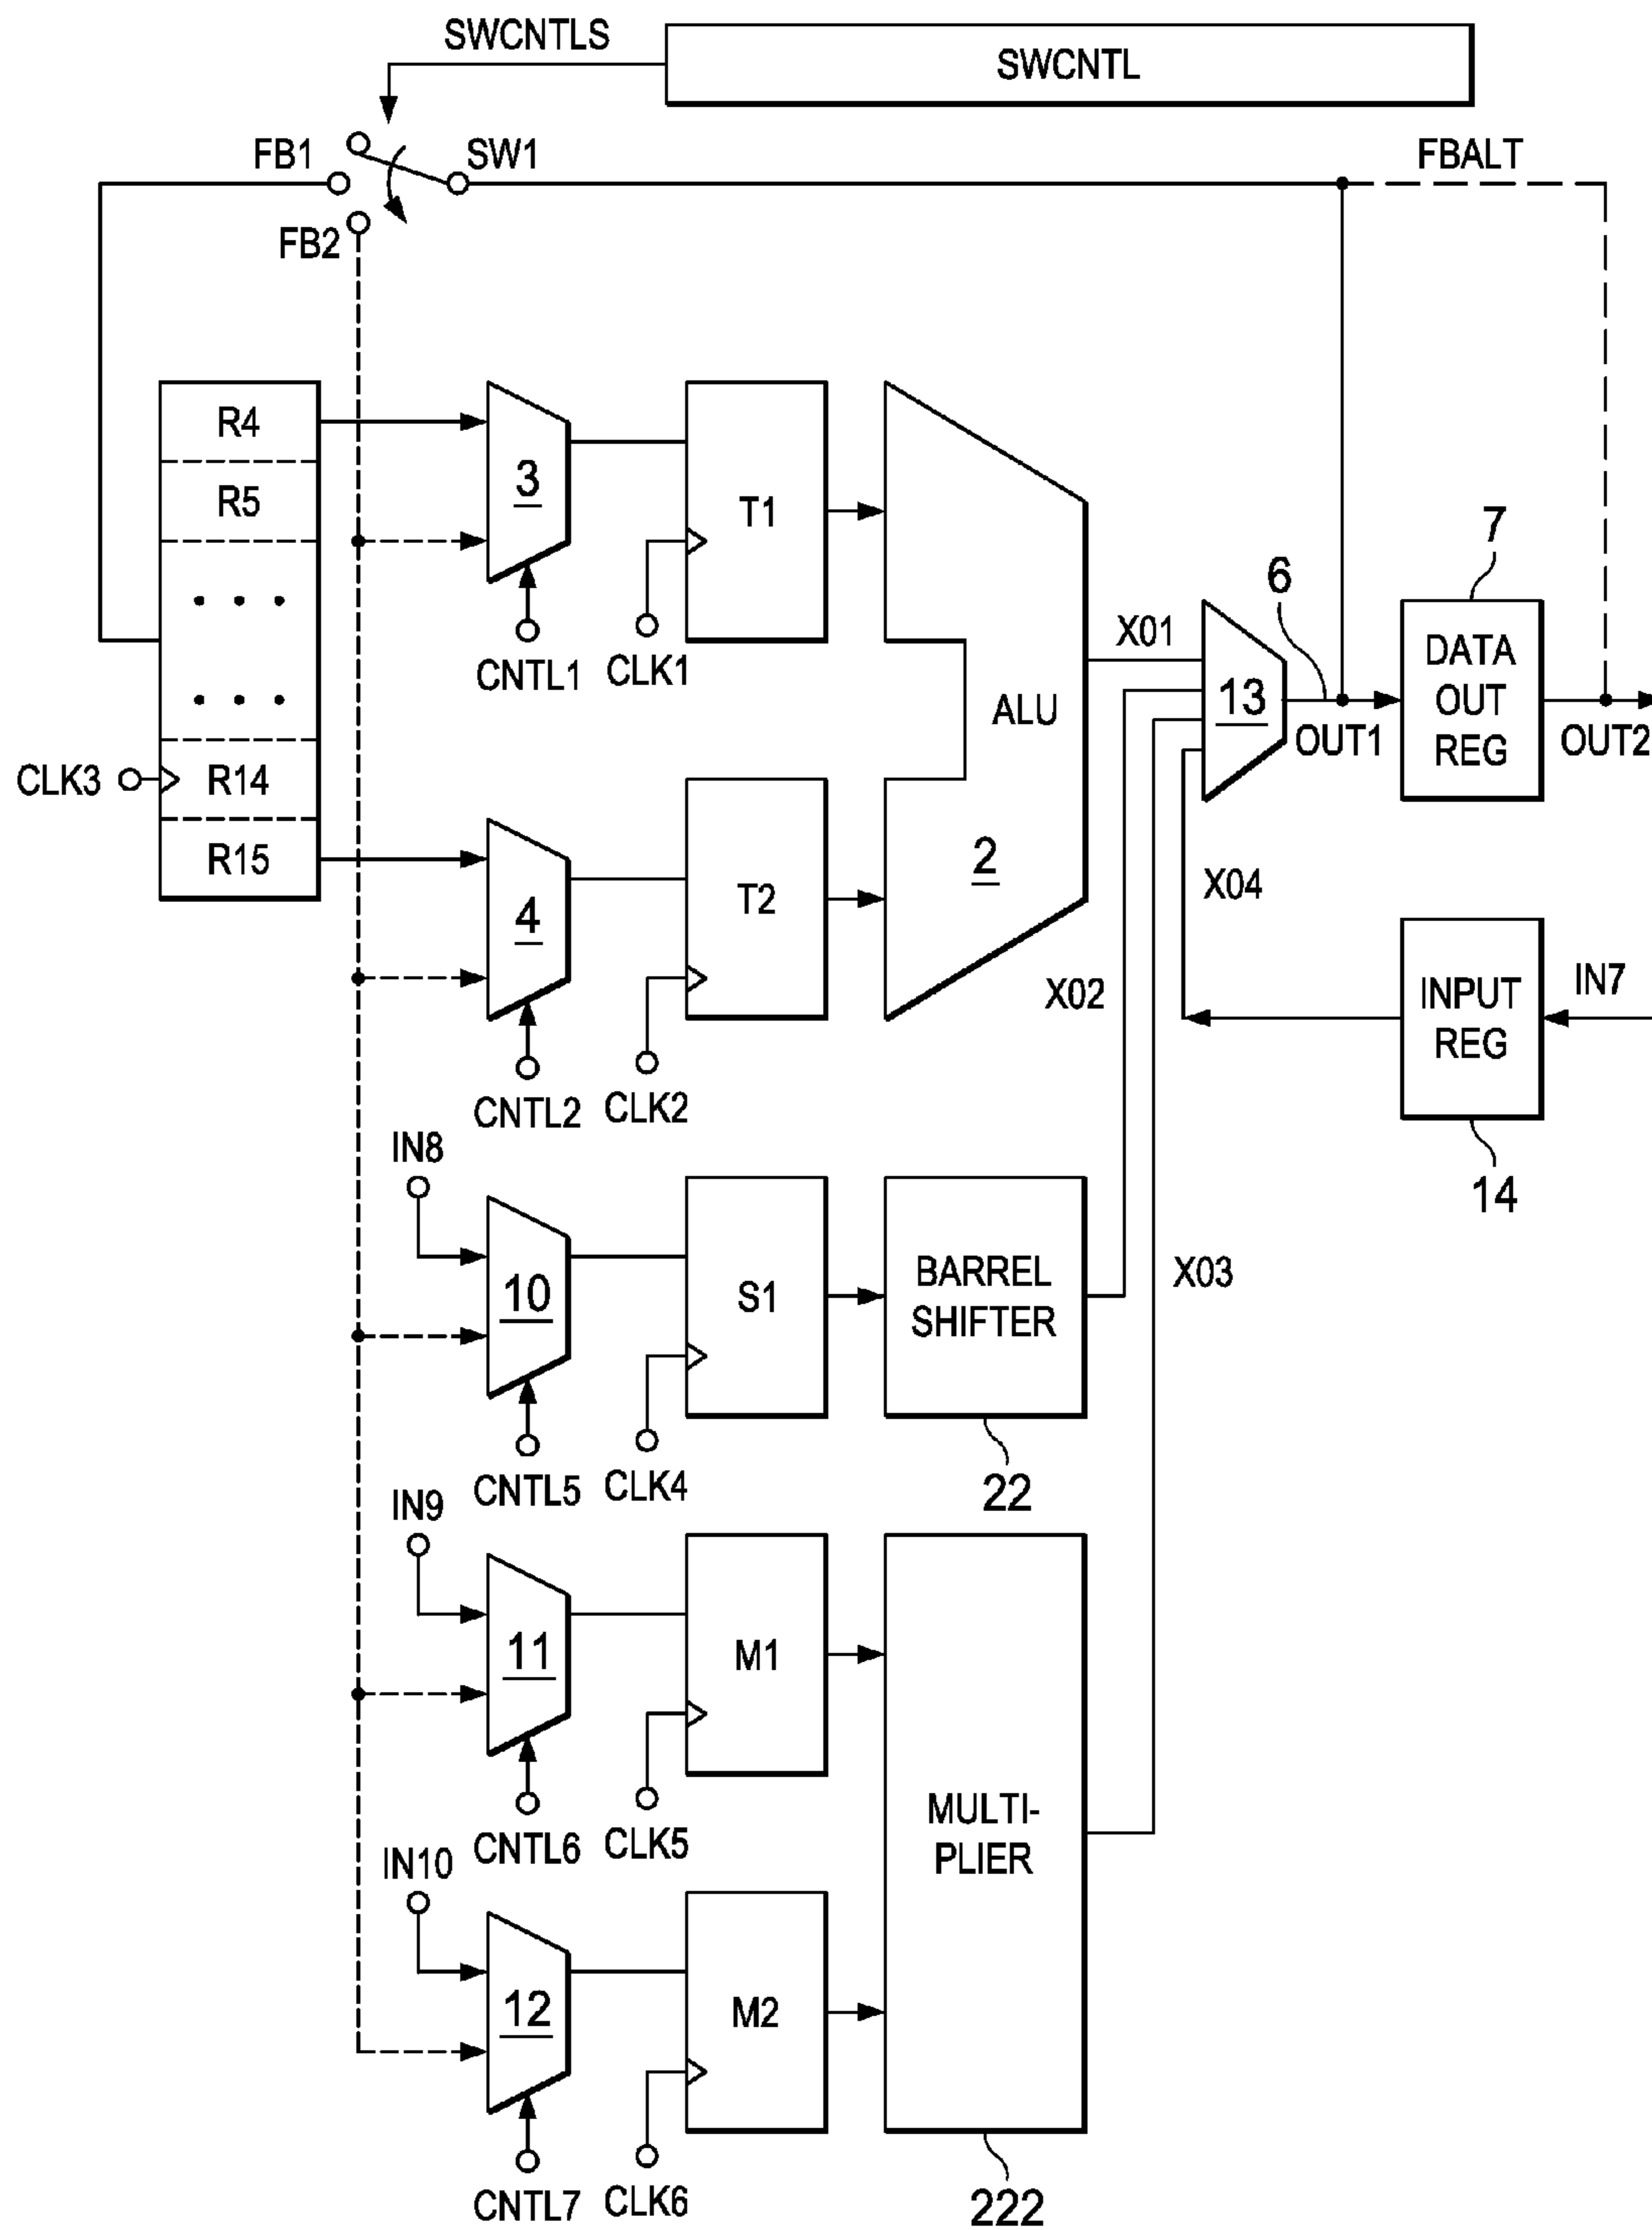 SWCNTLS
SWCNTL
FB1
SW1
FBALT
FB2
R4
R5
• • •
• • •
R14
R15
CLK3
3
CNTL1
CLK1
T1
4
CNTL2
CLK2
T2
ALU
2
X01
6
13
OUT1
7
DATA
OUT
REG
OUT2
X04
X02
INPUT
REG
IN7
14
IN8
10
CNTL5
CLK4
S1
BARREL
SHIFTER
22
X03
IN9
11
CNTL6
CLK5
M1
MULTI-
PLIER
IN10
12
CNTL7
CLK6
M2
222